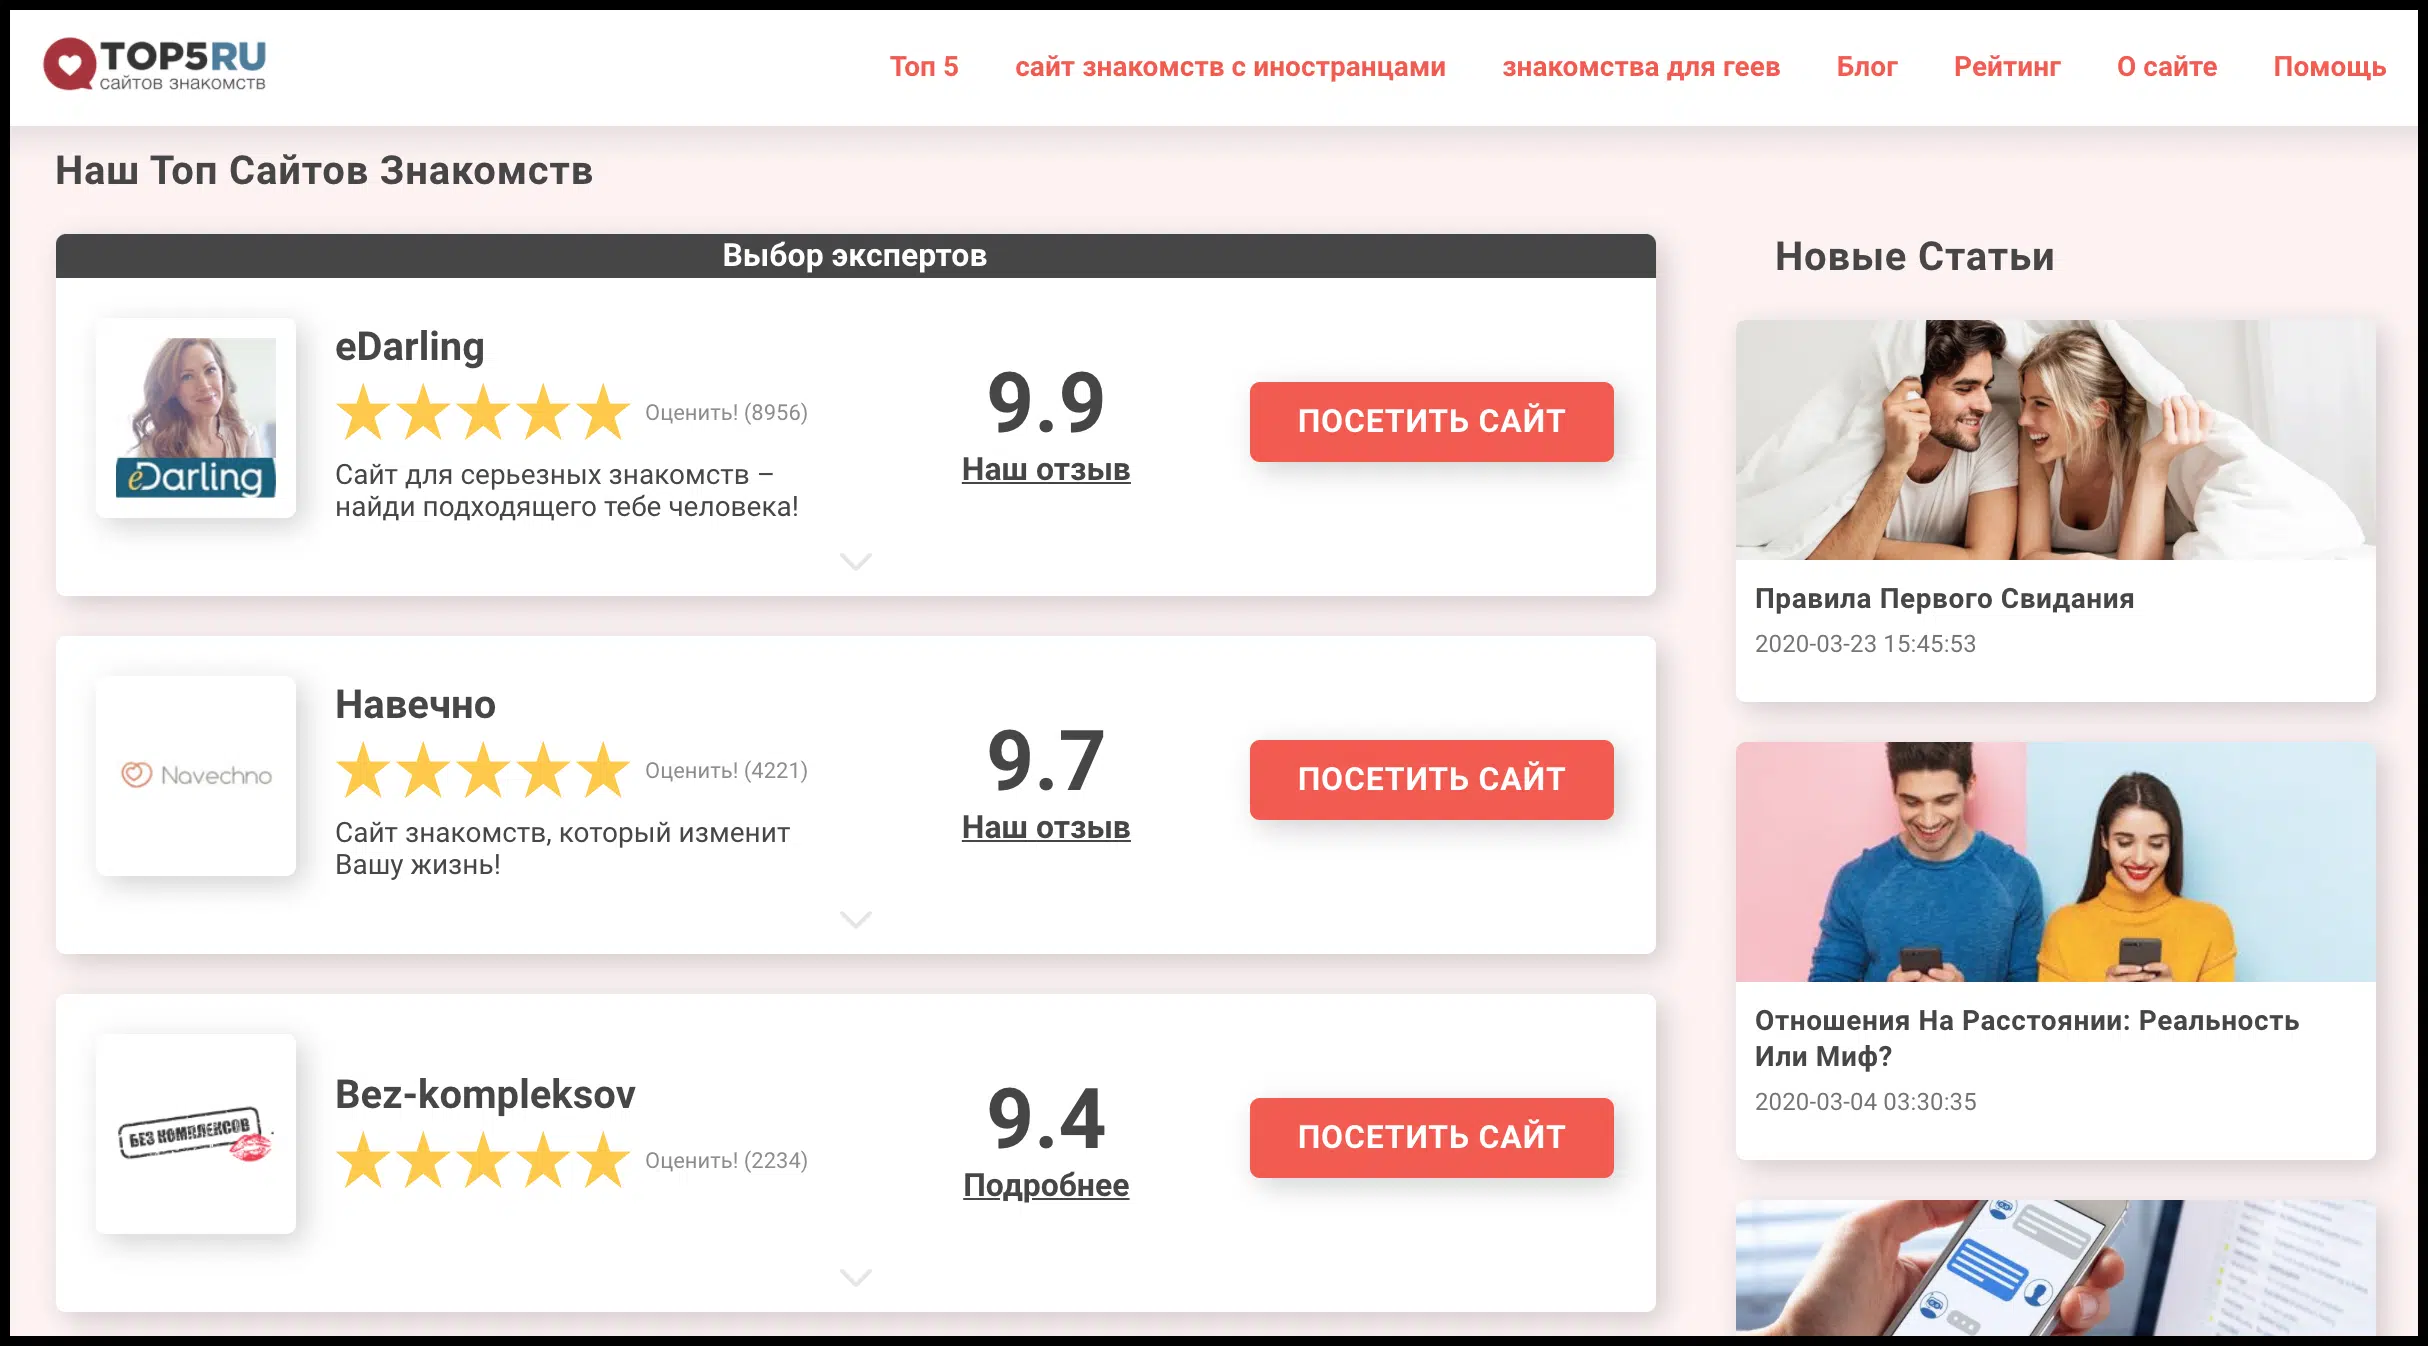 TOP5RU
сайтов знакомств
Топ 5
сайт знакомств с иностранцами
знакомства для геев
Блог
Рейтинг
О сайте
Помощь
Наш Топ Сайтов Знакомств
Выбор экспертов
eDarling
eDarling
Оценить! (8956)
Сайт для серьезных знакомств –
найди подходящего тебе человека!
9.9
Наш отзыв
ПОСЕТИТЬ САЙТ
Navechno
Навечно
Оценить! (4221)
Сайт знакомств, который изменит
Вашу жизнь!
9.7
Наш отзыв
ПОСЕТИТЬ САЙТ
БЕЗ КОМПЛЕКСОВ
Bez-kompleksov
Оценить! (2234)
9.4
Подробнее
ПОСЕТИТЬ САЙТ
Новые Статьи
Правила Первого Свидания
2020-03-23 15:45:53
Отношения На Расстоянии: Реальность
Или Миф?
2020-03-04 03:30:35